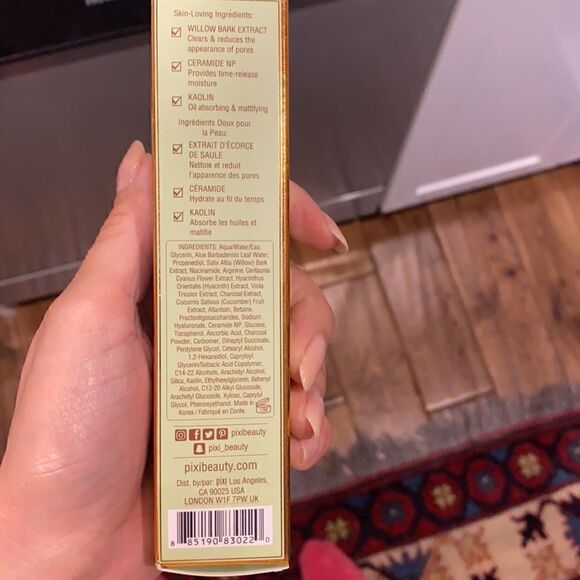 Skin-Loving Ingredients:
WILLOW BARK EXTRACT
Clears & reduces the
appearance of pores
CERAMIDE NP
Provides time-release
moisture
KAOLIN
Oil absorbing & mattifying
Ingrédients Doux pour
la Peau:
EXTRAIT D'ÉCORCE
DE SAULE
Nettoie et reduit
l'apparence des pores
CÉRAMIDE
Hydrate au fil du temps
KAOLIN
Absorbe les huiles et
matifie
INGREDIENTS: Aqua/Water/Eau,
Glycerin, Aloe Barbadensis Leaf Water,
Propanediol, Salix Alba (Willow) Bark
Extract, Niacinamide, Arginine, Centaurea
Cyanus Flower Extract, Hyacinthus
Orientalis (Hyacinth) Extract, Viola
Tricolor Extract, Charcoal Extract,
Cucumis Sativus (Cucumber) Fruit
Extract, Allantoin, Betaine,
Fructooligosaccharides, Sodium
Hyaluronate, Ceramide NP, Glucose,
Tocopherol, Ascorbic Acid, Charcoal
Powder, Carbomer, Diheptyl Succinate,
Pentylene Glycol, Cetearyl Alcohol,
1,2-Hexanediol, Capryloyl
Glycerin/Sebacic Acid Copolymer,
C14-22 Alcohols, Arachidyl Alcohol,
Silica, Kaolin, Ethylhexylglycerin, Behenyl
Alcohol, C12-20 Alkyl Glucoside,
Arachidyl Glucoside, Xylose, Caprylyl
Glycol, Phenoxyethanol. Made in
Korea / Fabriqué en Corée.
pixibeauty
pixi_beauty
pixibeauty.com
Dist. by/par: pixi Los Angeles,
CA 90025 USA
LONDON W1F 7PW UK
8 85190 83022 0